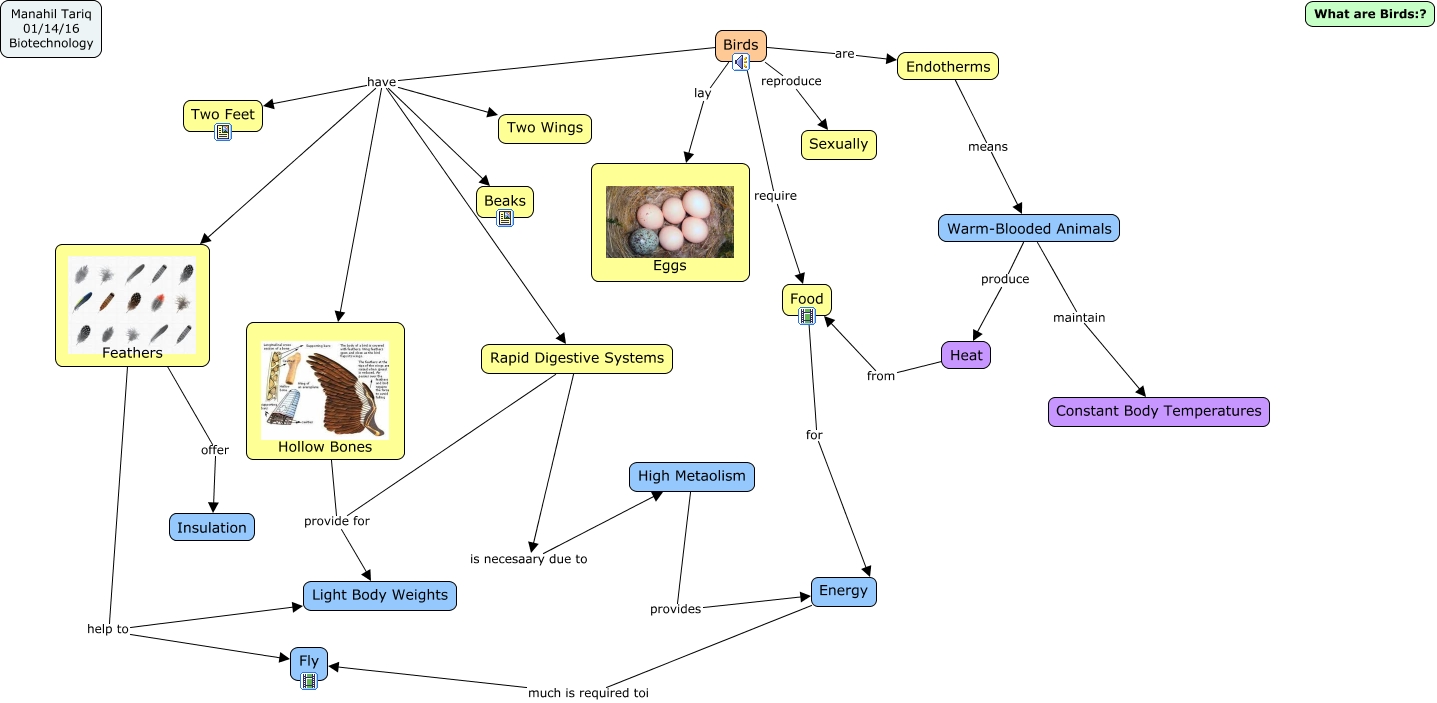 Manahil Tariq
01/14/16
Biotechnology
What are Birds:?
Birds
are
Endotherms
have
lay
reproduce
Two Feet
Two Wings
Sexually
means
Beaks
require
Warm-Blooded Animals
Eggs
produce
Food
maintain
Feathers
Heat
Rapid Digestive Systems
from
Constant Body Temperatures
Hollow Bones
for
offer
High Metaolism
Insulation
provide for
is necesaary due to
Light Body Weights
Energy
provides
help to
Fly
much is required toi